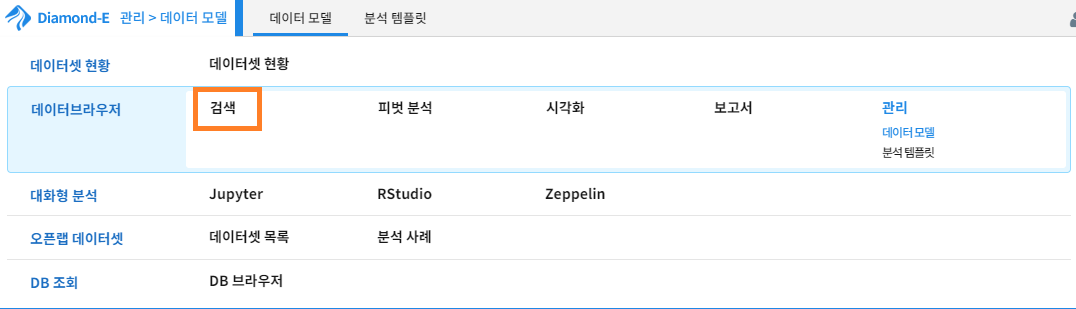 Diamond-E 관리 > 데이터 모델 데이터 모델 분석 템플릿
데이터셋 현황 데이터셋 현황
데이터브라우저 검색 피벗 분석 시각화 보고서 관리
데이터 모델
분석 템플릿
대화형 분석 Jupyter RStudio Zeppelin
오픈랩 데이터셋 데이터셋 목록 분석 사례
DB 조회 DB 브라우저